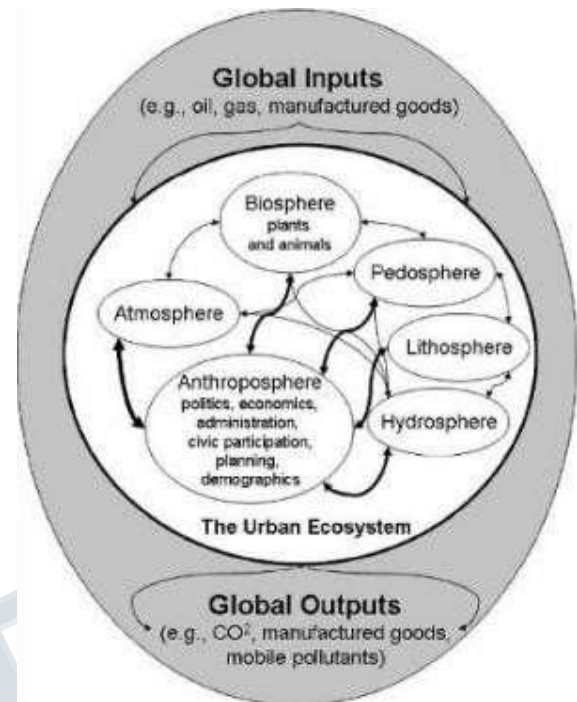 Global Inputs
(e.g., oil, gas, manufactured goods)
Biosphere
plants
and animals
Pedosphere
Atmosphere
Lithosphere
Anthroposphere
politics, economics,
administration,
civic participation,
planning,
demographics
Hydrosphere
The Urban Ecosystem
Global Outputs
(e.g., CO², manufactured goods,
mobile pollutants)